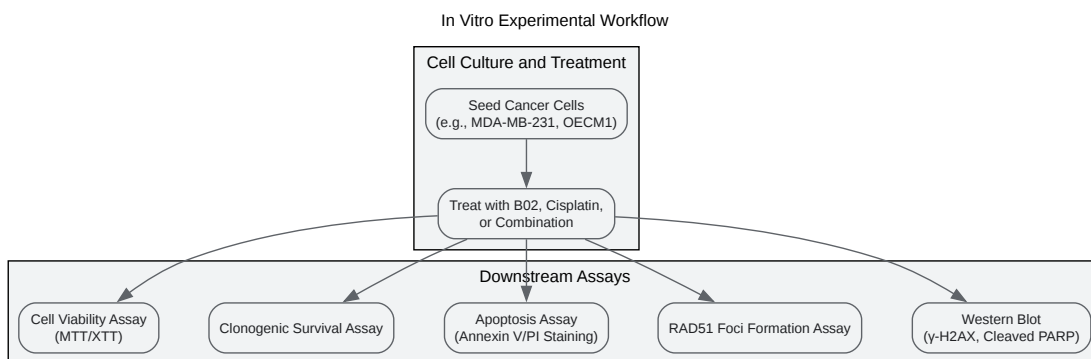 In Vitro Experimental Workflow
Cell Culture and Treatment
Seed Cancer Cells
(e.g., MDA-MB-231, OECM1)
Treat with B02, Cisplatin,
or Combination
Downstream Assays
Cell Viability Assay
(MTT/XTT)
Clonogenic Survival Assay
Apoptosis Assay
(Annexin V/PI Staining)
RAD51 Foci Formation Assay
Western Blot
(γ-H2AX, Cleaved PARP)